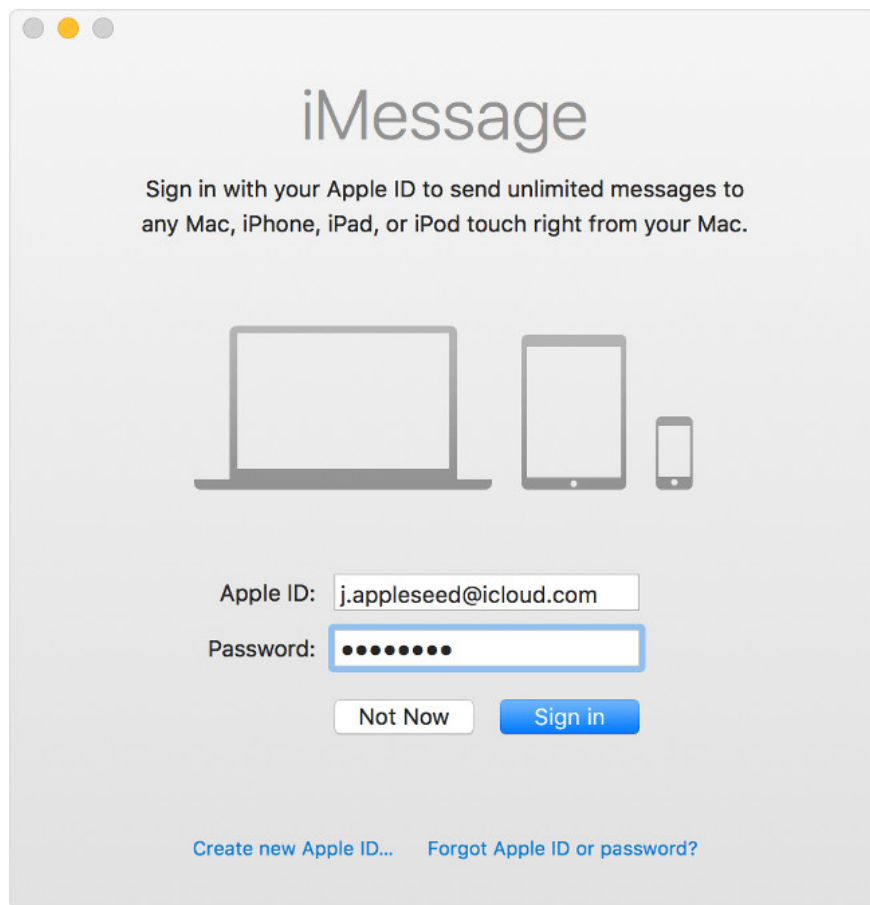 iMessage
Sign in with your Apple ID to send unlimited messages to
any Mac, iPhone, iPad, or iPod touch right from your Mac.
Apple ID: j.appleseed@icloud.com
Password: ●●●●●●●●
Not Now Sign in
Create new Apple ID... Forgot Apple ID or password?